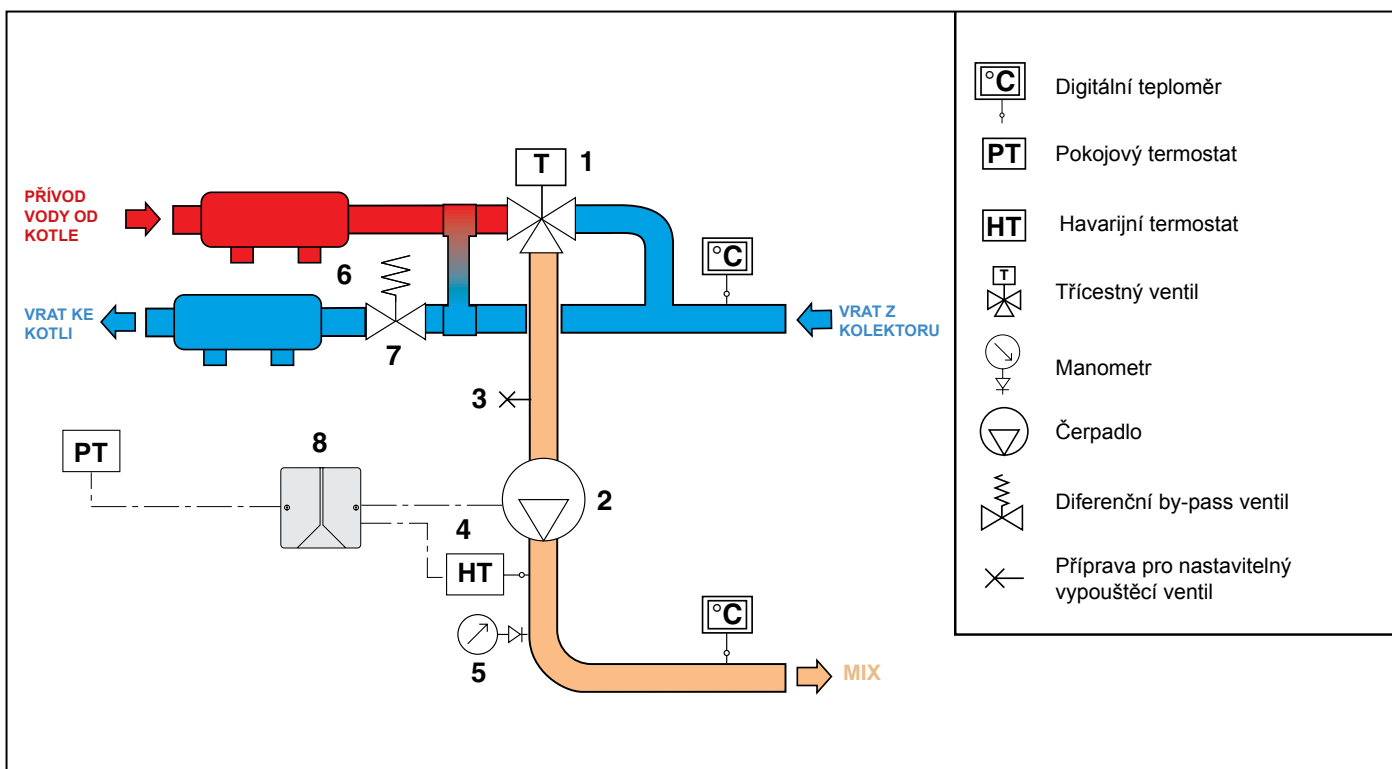 T 1
PŘÍVOD
VODY OD
KOTLE
°C
6
VRAT KE
KOTLI
VRAT Z
KOLEKTORU
7
3
PT
8
2
4
HT
°C
5
MIX
°C Digitální teploměr
PT Pokojový termostat
HT Havarijní termostat
T Třícestný ventil
Manometr
Čerpadlo
Diferenční by-pass ventil
Příprava pro nastavitelný
vypouštěcí ventil